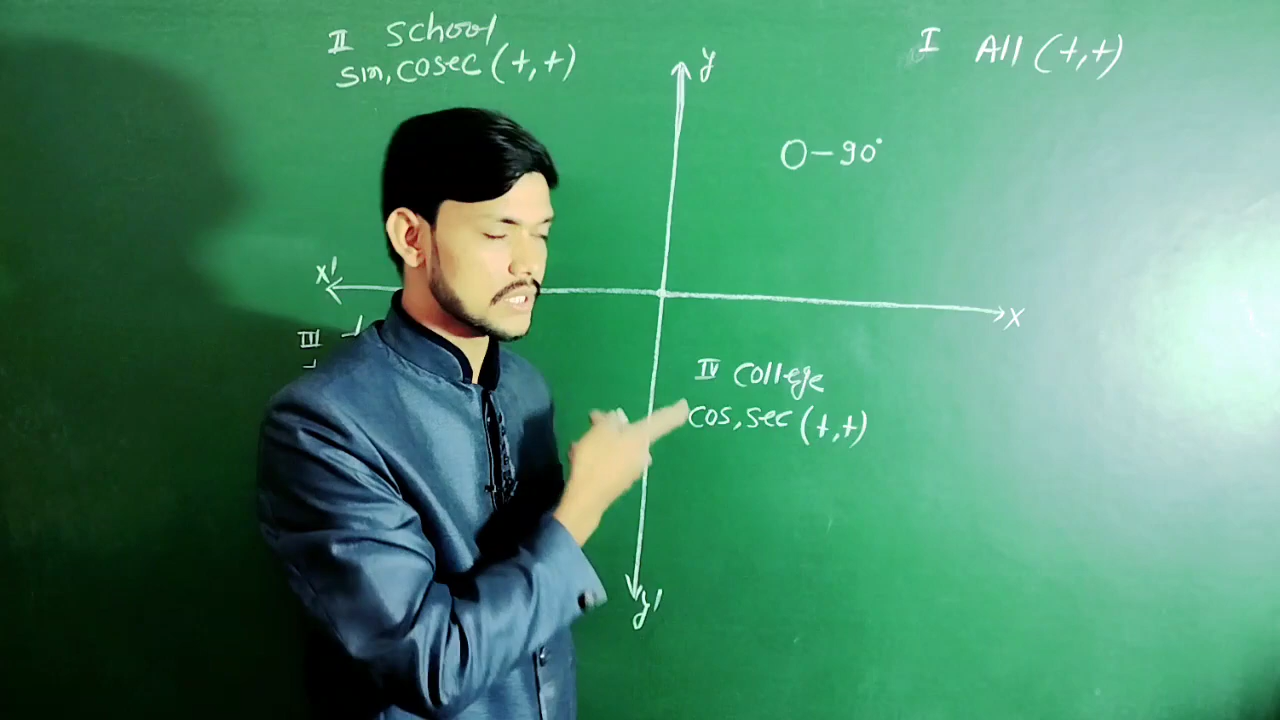 II School
sin, cosec (+,+)
I All (+,+)
y
0-90°
x'
x
III
IV College
cos, sec (+,+)
y'